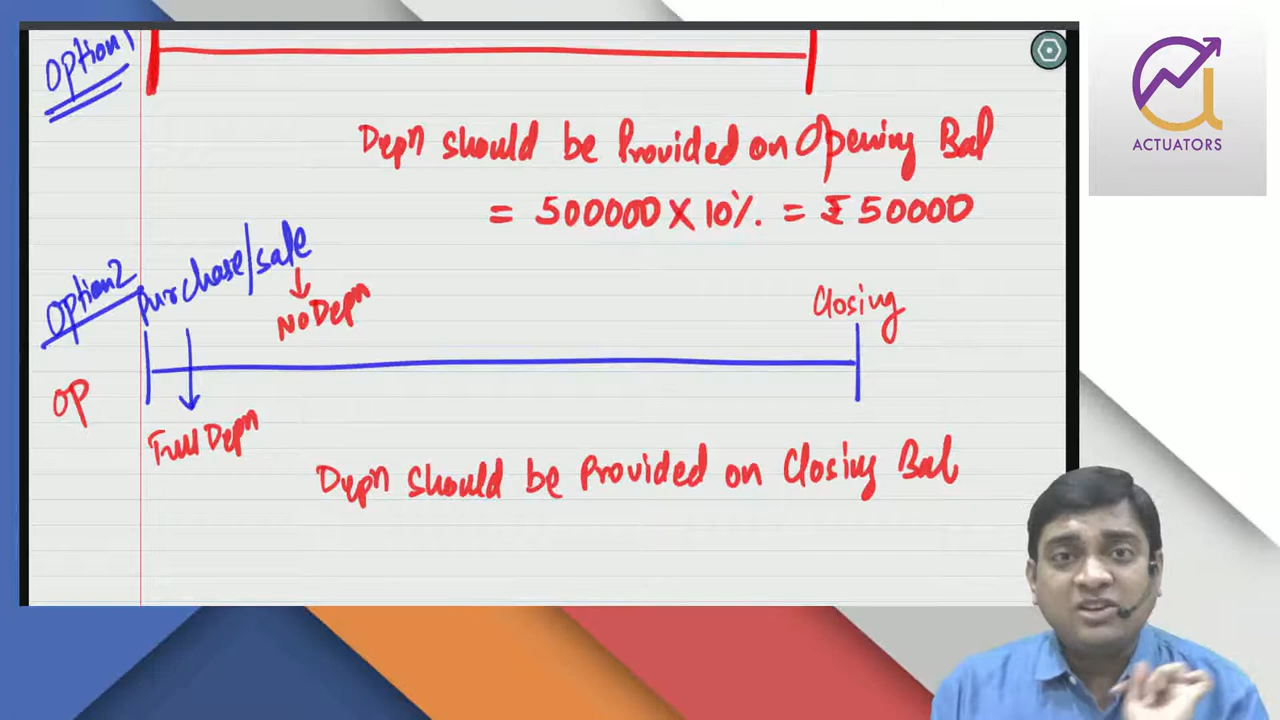 Option 1
Depn should be Provided on Opening Bal
= 500000 X 10% = ₹ 50000
Option 2
Purchase/sale
No Depn
Closing
OP
Full Depn
Depn should be Provided on Closing Bal
ACTUATORS